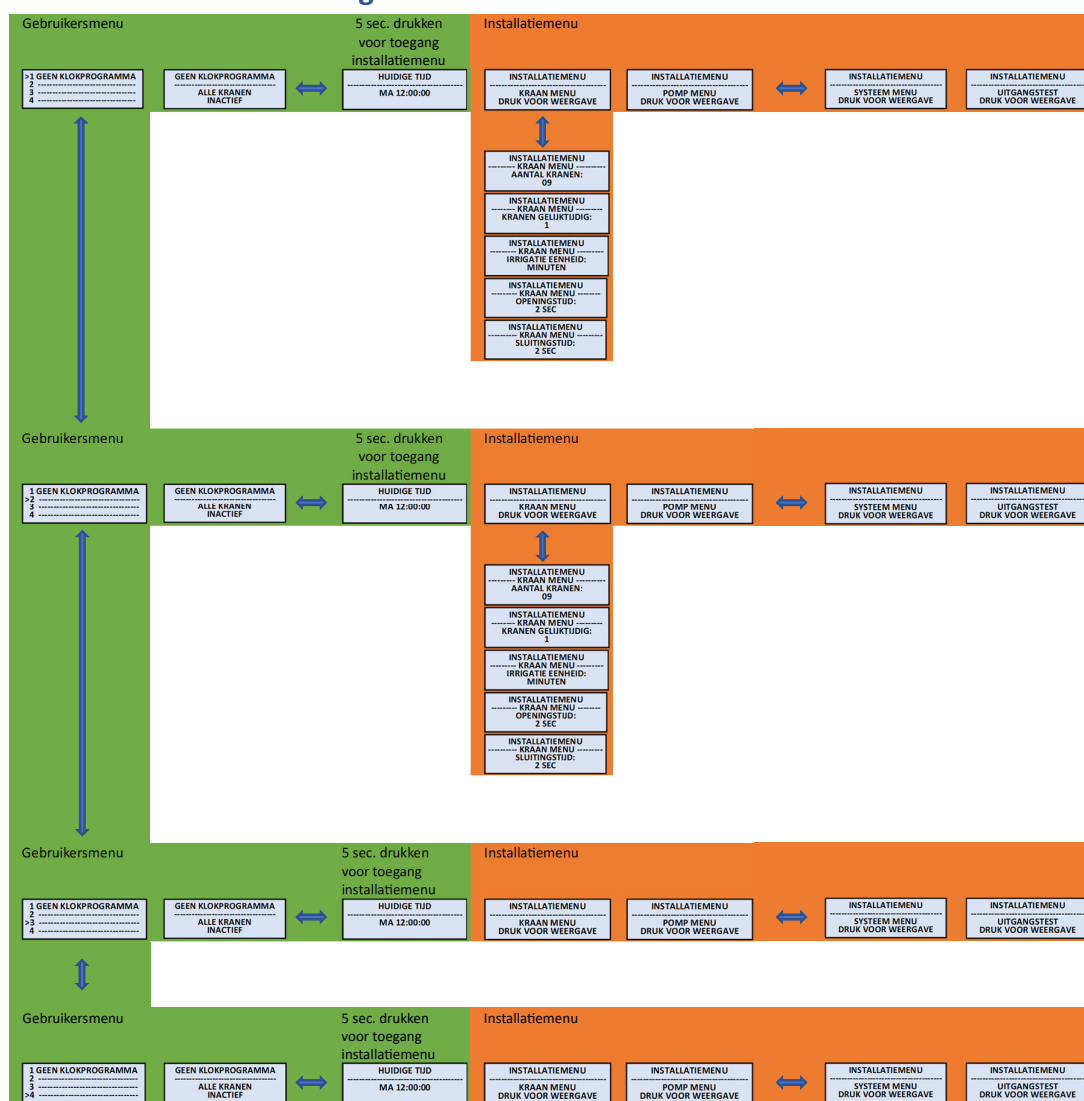 g
Gebruikersmenu
5 sec. drukken
voor toegang
installatiemenu
Installatiemenu
>1 GEEN KLOKPROGRAMMA
2 --------------------------------
3 --------------------------------
4 --------------------------------
GEEN KLOKPROGRAMMA
--------------------------------
ALLE KRANEN
INACTIEF
HUIDIGE TIJD
--------------------------------
MA 12:00:00
INSTALLATIEMENU
--------------------------------
KRAAN MENU
DRUK VOOR WEERGAVE
INSTALLATIEMENU
--------------------------------
POMP MENU
DRUK VOOR WEERGAVE
INSTALLATIEMENU
--------------------------------
SYSTEEM MENU
DRUK VOOR WEERGAVE
INSTALLATIEMENU
--------------------------------
UITGANGSTEST
DRUK VOOR WEERGAVE
INSTALLATIEMENU
--------- KRAAN MENU ----------
AANTAL KRANEN:
09
INSTALLATIEMENU
-------- KRAAN MENU ---------
KRANEN GELIJKTIJDIG:
1
INSTALLATIEMENU
--------- KRAAN MENU ---------
IRRIGATIE EENHEID:
MINUTEN
INSTALLATIEMENU
--------- KRAAN MENU --------
OPENINGSTIJD:
2 SEC
INSTALLATIEMENU
--------- KRAAN MENU ---------
SLUITINGSTIJD:
2 SEC
Gebruikersmenu
5 sec. drukken
voor toegang
installatiemenu
Installatiemenu
1 GEEN KLOKPROGRAMMA
>2 --------------------------------
3 --------------------------------
4 --------------------------------
GEEN KLOKPROGRAMMA
--------------------------------
ALLE KRANEN
INACTIEF
HUIDIGE TIJD
--------------------------------
MA 12:00:00
INSTALLATIEMENU
--------------------------------
KRAAN MENU
DRUK VOOR WEERGAVE
INSTALLATIEMENU
--------------------------------
POMP MENU
DRUK VOOR WEERGAVE
INSTALLATIEMENU
--------------------------------
SYSTEEM MENU
DRUK VOOR WEERGAVE
INSTALLATIEMENU
--------------------------------
UITGANGSTEST
DRUK VOOR WEERGAVE
INSTALLATIEMENU
--------- KRAAN MENU ----------
AANTAL KRANEN:
09
INSTALLATIEMENU
-------- KRAAN MENU ---------
KRANEN GELIJKTIJDIG:
1
INSTALLATIEMENU
--------- KRAAN MENU ---------
IRRIGATIE EENHEID:
MINUTEN
INSTALLATIEMENU
--------- KRAAN MENU --------
OPENINGSTIJD:
2 SEC
INSTALLATIEMENU
--------- KRAAN MENU ---------
SLUITINGSTIJD:
2 SEC
Gebruikersmenu
5 sec. drukken
voor toegang
installatiemenu
Installatiemenu
1 GEEN KLOKPROGRAMMA
2 --------------------------------
>3 --------------------------------
4 --------------------------------
GEEN KLOKPROGRAMMA
--------------------------------
ALLE KRANEN
INACTIEF
HUIDIGE TIJD
--------------------------------
MA 12:00:00
INSTALLATIEMENU
--------------------------------
KRAAN MENU
DRUK VOOR WEERGAVE
INSTALLATIEMENU
--------------------------------
POMP MENU
DRUK VOOR WEERGAVE
INSTALLATIEMENU
--------------------------------
SYSTEEM MENU
DRUK VOOR WEERGAVE
INSTALLATIEMENU
--------------------------------
UITGANGSTEST
DRUK VOOR WEERGAVE
Gebruikersmenu
5 sec. drukken
voor toegang
installatiemenu
Installatiemenu
1 GEEN KLOKPROGRAMMA
2 --------------------------------
3 --------------------------------
>4 --------------------------------
GEEN KLOKPROGRAMMA
--------------------------------
ALLE KRANEN
INACTIEF
HUIDIGE TIJD
--------------------------------
MA 12:00:00
INSTALLATIEMENU
--------------------------------
KRAAN MENU
DRUK VOOR WEERGAVE
INSTALLATIEMENU
--------------------------------
POMP MENU
DRUK VOOR WEERGAVE
INSTALLATIEMENU
--------------------------------
SYSTEEM MENU
DRUK VOOR WEERGAVE
INSTALLATIEMENU
--------------------------------
UITGANGSTEST
DRUK VOOR WEERGAVE